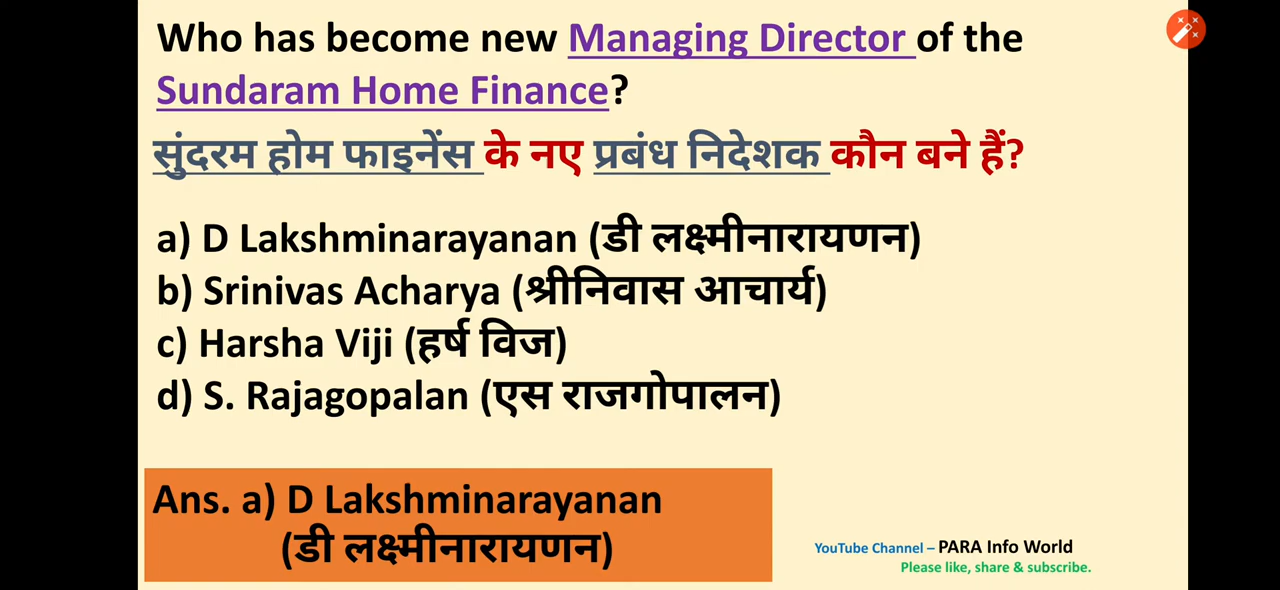 Who has become new Managing Director of the
Sundaram Home Finance?
सुंदरम होम फाइनेंस के नए प्रबंध निदेशक कौन बने हैं?
a) D Lakshminarayanan (डी लक्ष्मीनारायणन)
b) Srinivas Acharya (श्रीनिवास आचार्य)
c) Harsha Viji (हर्ष विज)
d) S. Rajagopalan (एस राजगोपालन)
Ans. a) D Lakshminarayanan
(डी लक्ष्मीनारायणन)
YouTube Channel – PARA Info World
Please like, share & subscribe.